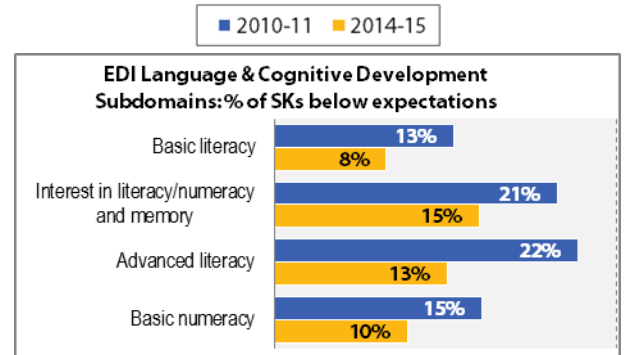 2010-11 2014-15
EDI Language & Cognitive Development
Subdomains: % of SKs below expectations
Basic literacy
13%
8%
Interest in literacy/numeracy
and memory
21%
15%
Advanced literacy
22%
13%
Basic numeracy
15%
10%